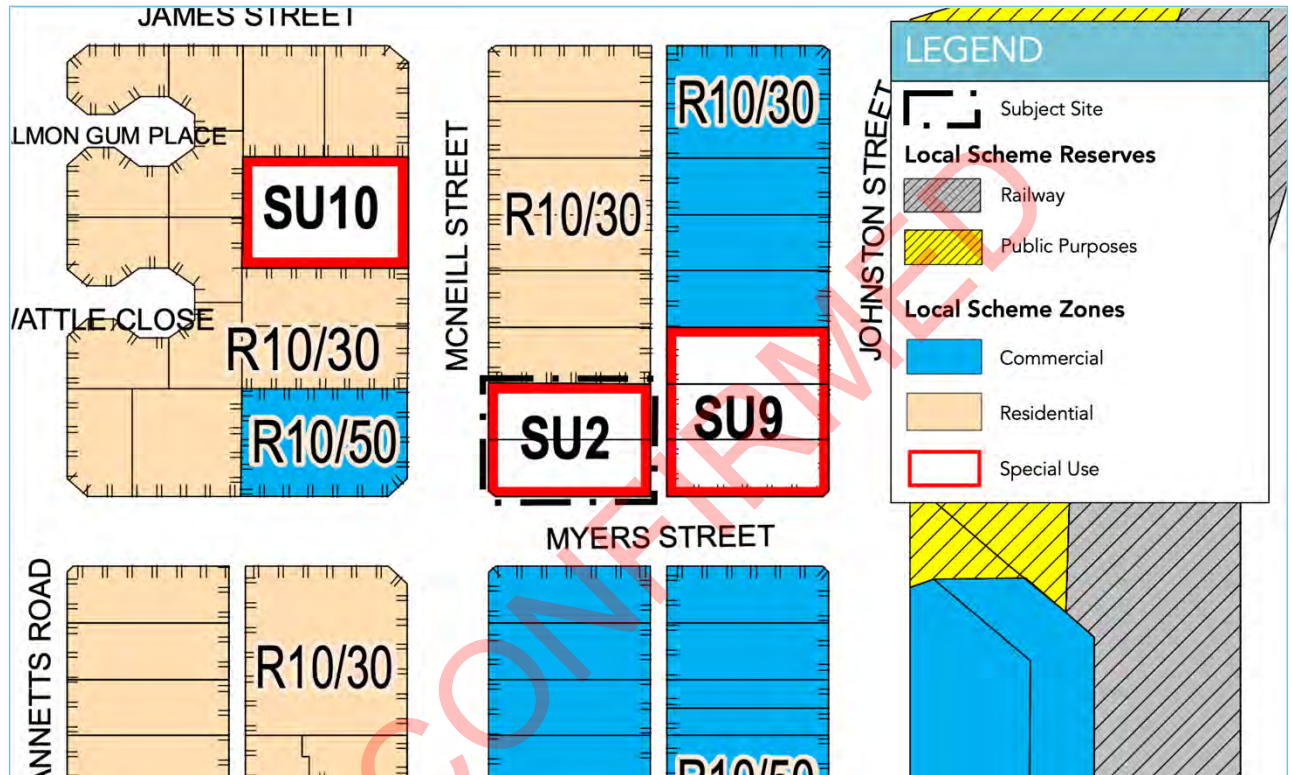 JAMES STREET
LMON GUM PLACE
SU10
/ATTLE CLOSE
R10/30
R10/50
MCNEILL STREET
R10/30
R10/30
JOHNSTON STREET
SU2
SU9
MYERS STREET
ANNETTS ROAD
R10/30
R10/50
LEGEND
Subject Site
Local Scheme Reserves
Railway
Public Purposes
Local Scheme Zones
Commercial
Residential
Special Use
CONFIRMED